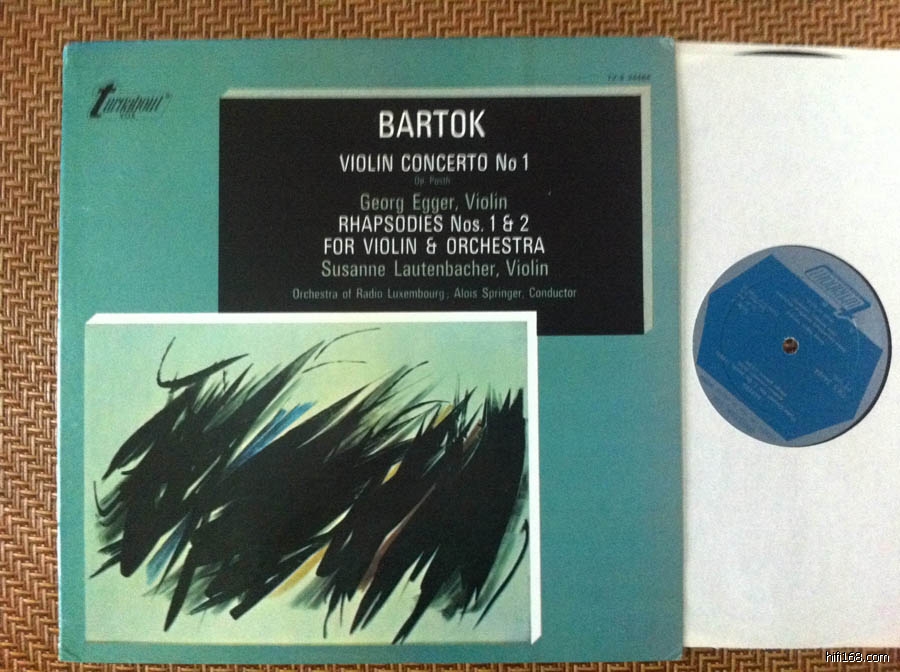 turnabout
VOX
BARTOK
VIOLIN CONCERTO No 1
Op. Posth
Georg Egger, Violin
RHAPSODIES Nos. 1 & 2
FOR VIOLIN & ORCHESTRA
Susanne Lautenbacher, Violin
Orchestra of Radio Luxembourg, Alois Springer, Conductor
hifi168.com